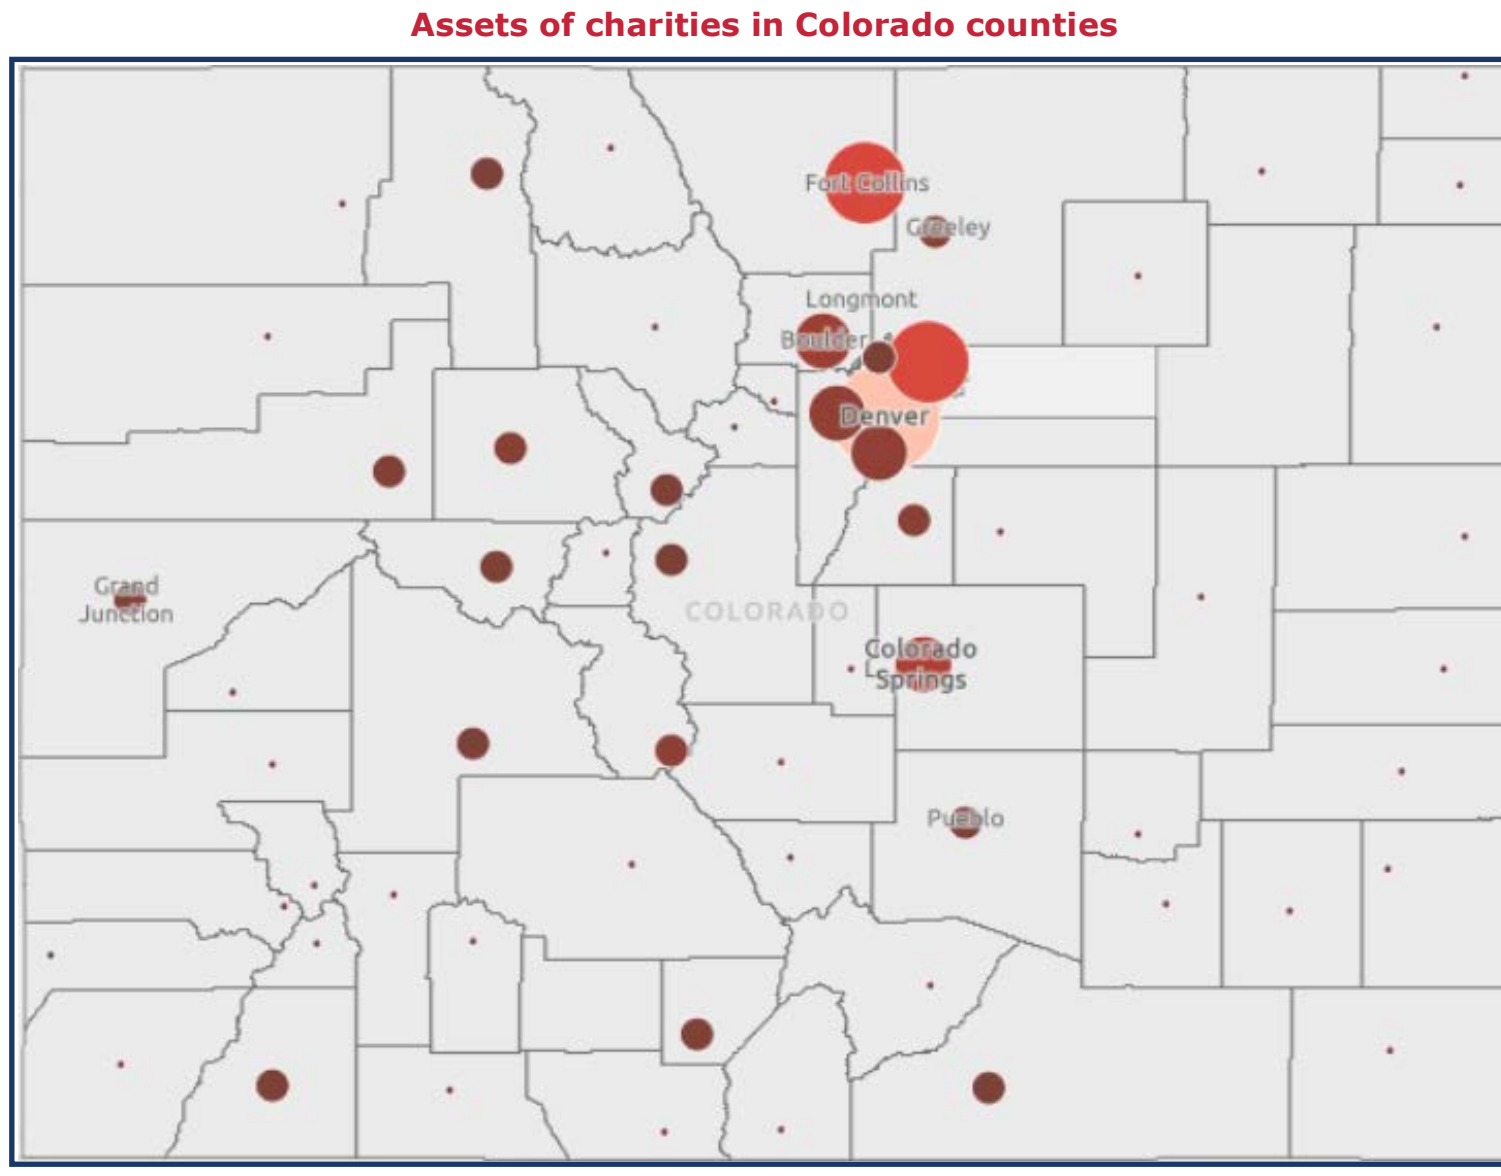 Assets of charities in Colorado counties
Fort Collins
Greeley
Longmont
Boulder
Denver
Grand
Junction
COLORADO
Colorado
Springs
Pueblo